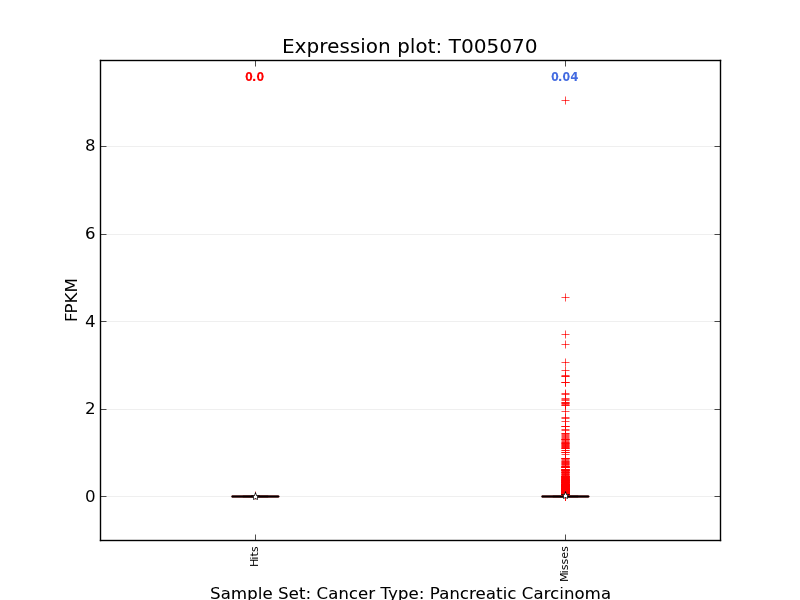 Expression plot: T005070
0.0
0.04
8
6
4
2
0
FPKM
Hits
Misses
Sample Set: Cancer Type: Pancreatic Carcinoma